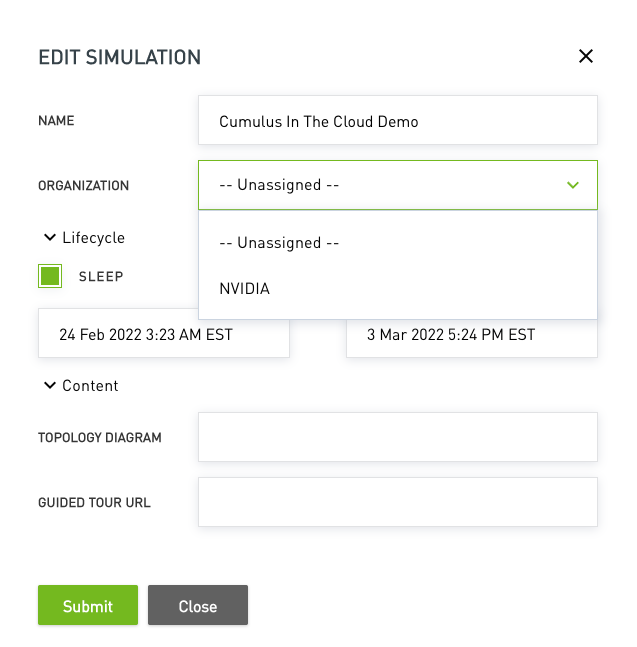 EDIT SIMULATION
NAME
Cumulus In The Cloud Demo
ORGANIZATION
-- Unassigned --
-- Unassigned --
NVIDIA
Lifecycle
SLEEP
24 Feb 2022 3:23 AM EST
3 Mar 2022 5:24 PM EST
Content
TOPOLOGY DIAGRAM
GUIDED TOUR URL
Submit
Close